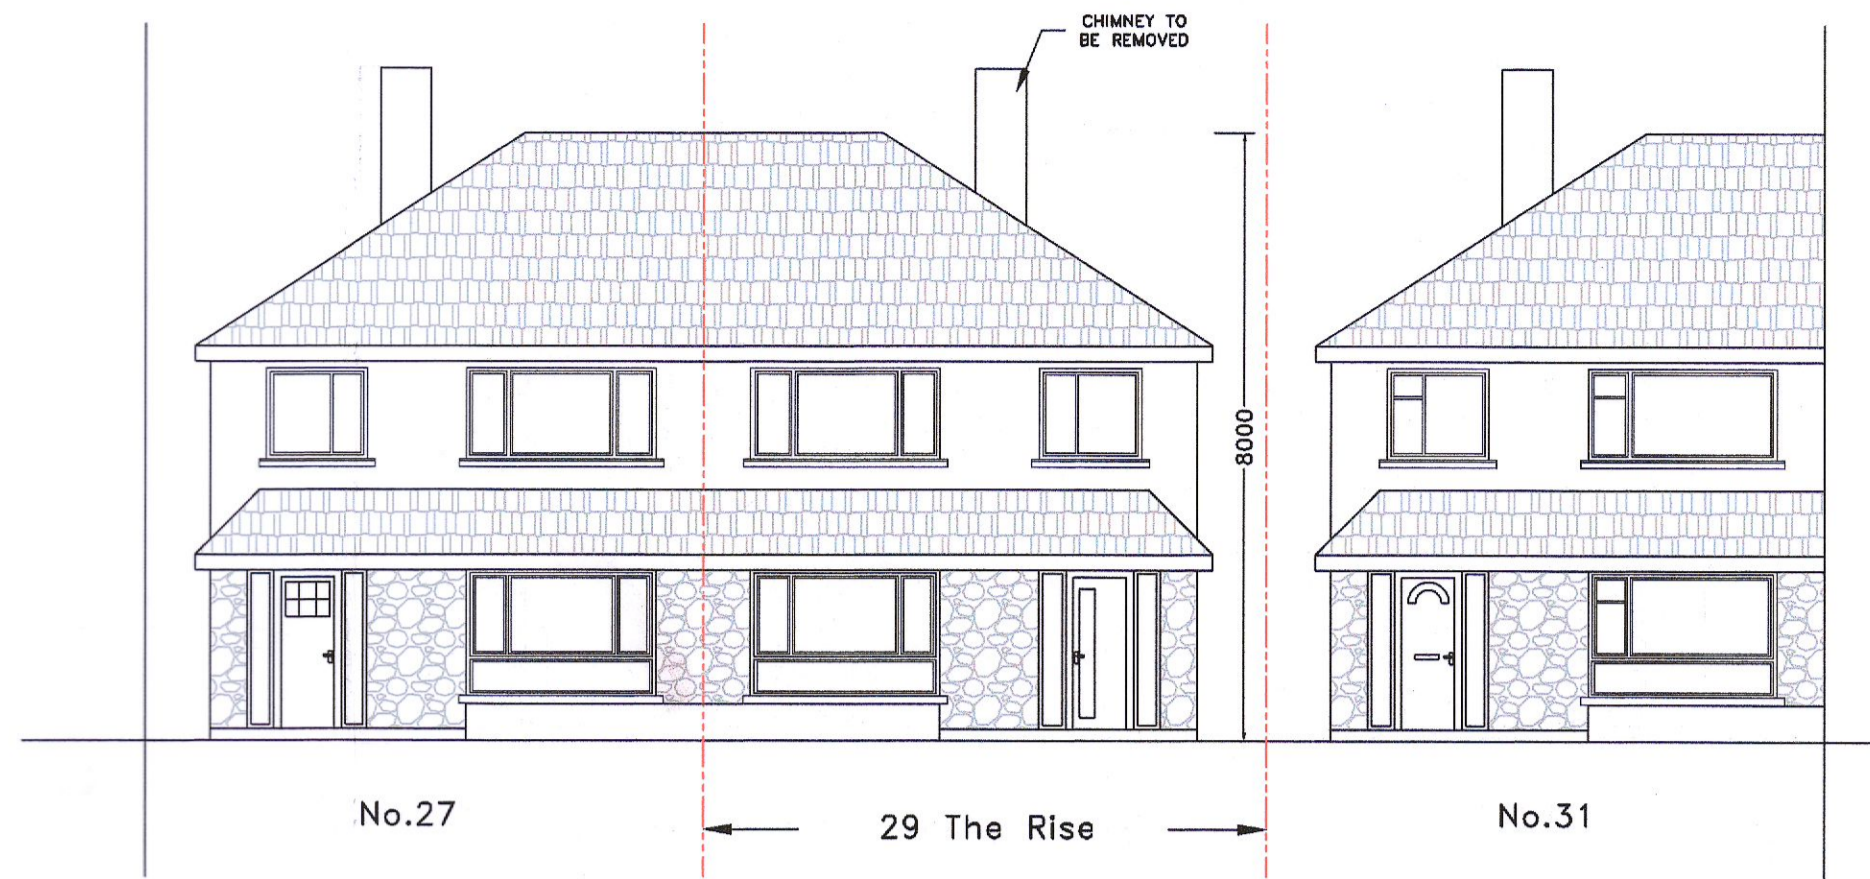 CHIMNEY TO
BE REMOVED
8000
No.27
29 The Rise
No.31